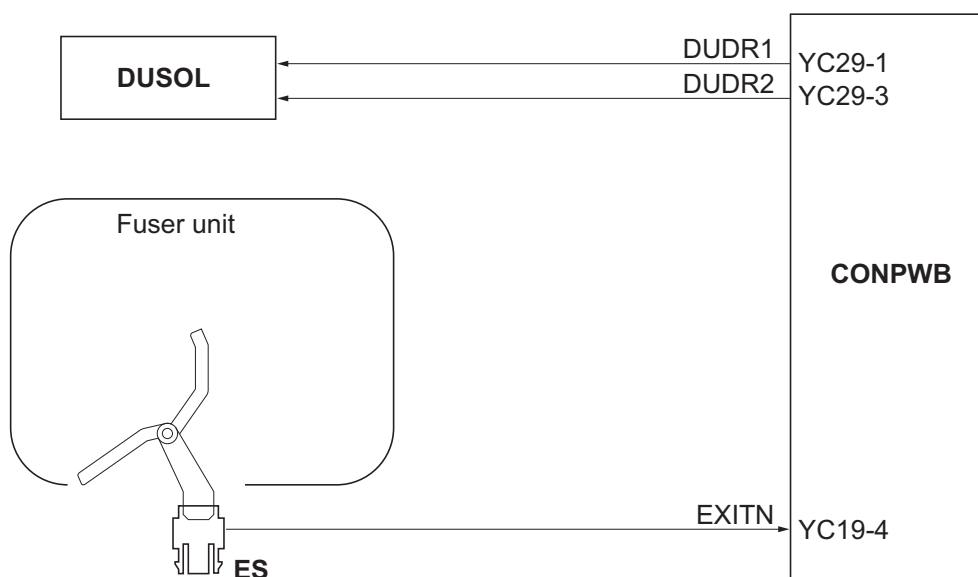 DUDR1
DUSOL
YC29-1
DUDR2
YC29-3
Fuser unit
CONPWB
EXITN
YC19-4
ES